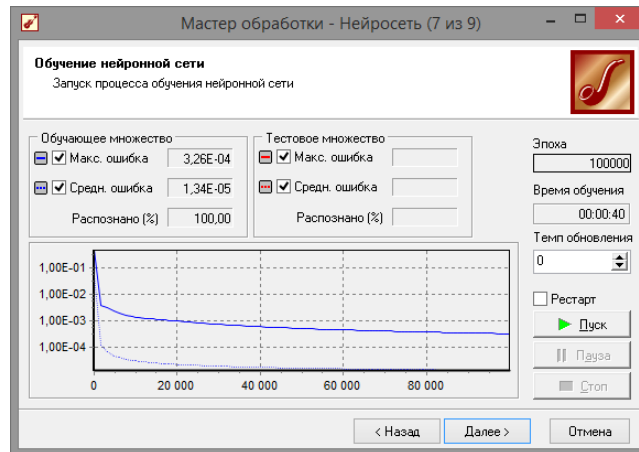 Мастер обработки - Нейросеть (7 из 9)
Обучение нейронной сети
Запуск процесса обучения нейронной сети
Обучающее множество
Макс. ошибка 3,26E-04
Средн. ошибка 1,34E-05
Распознано (%) 100,00
Тестовое множество
Макс. ошибка
Средн. ошибка
Распознано (%)
Эпоха
100000
Время обучения
00:00:40
Темп обновления
0
Рестарт
Пуск
Пауза
Стоп
1,00E-01
1,00E-02
1,00E-03
1,00E-04
0 20 000 40 000 60 000 80 000
< Назад Далее > Отмена